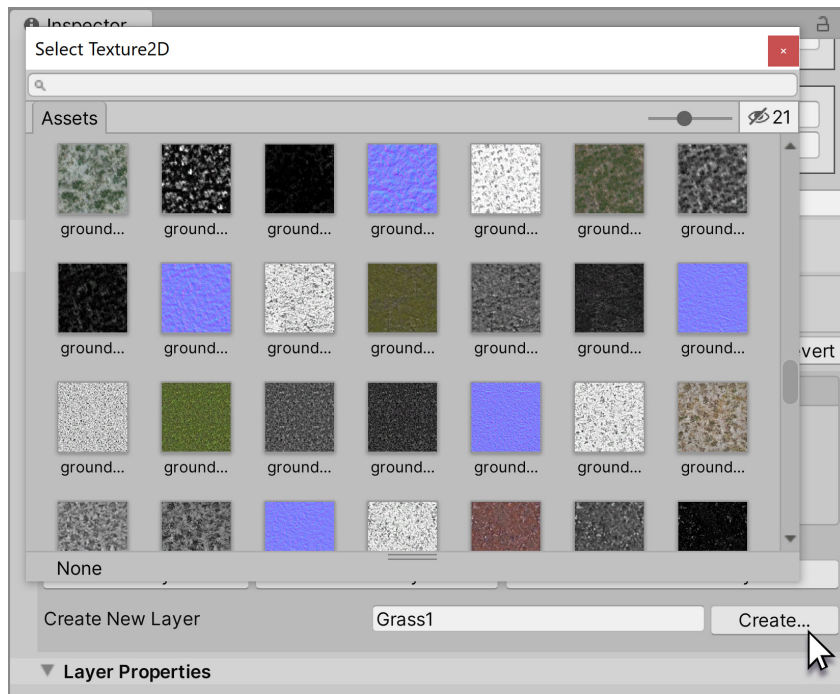 Inspector
Select Texture2D
Assets
21
ground... ground... ground... ground... ground... ground... ground...
ground... ground... ground... ground... ground... ground... ground...
ground... ground... ground... ground... ground... ground... ground...
None
Create New Layer
Grass1
Create...
Layer Properties